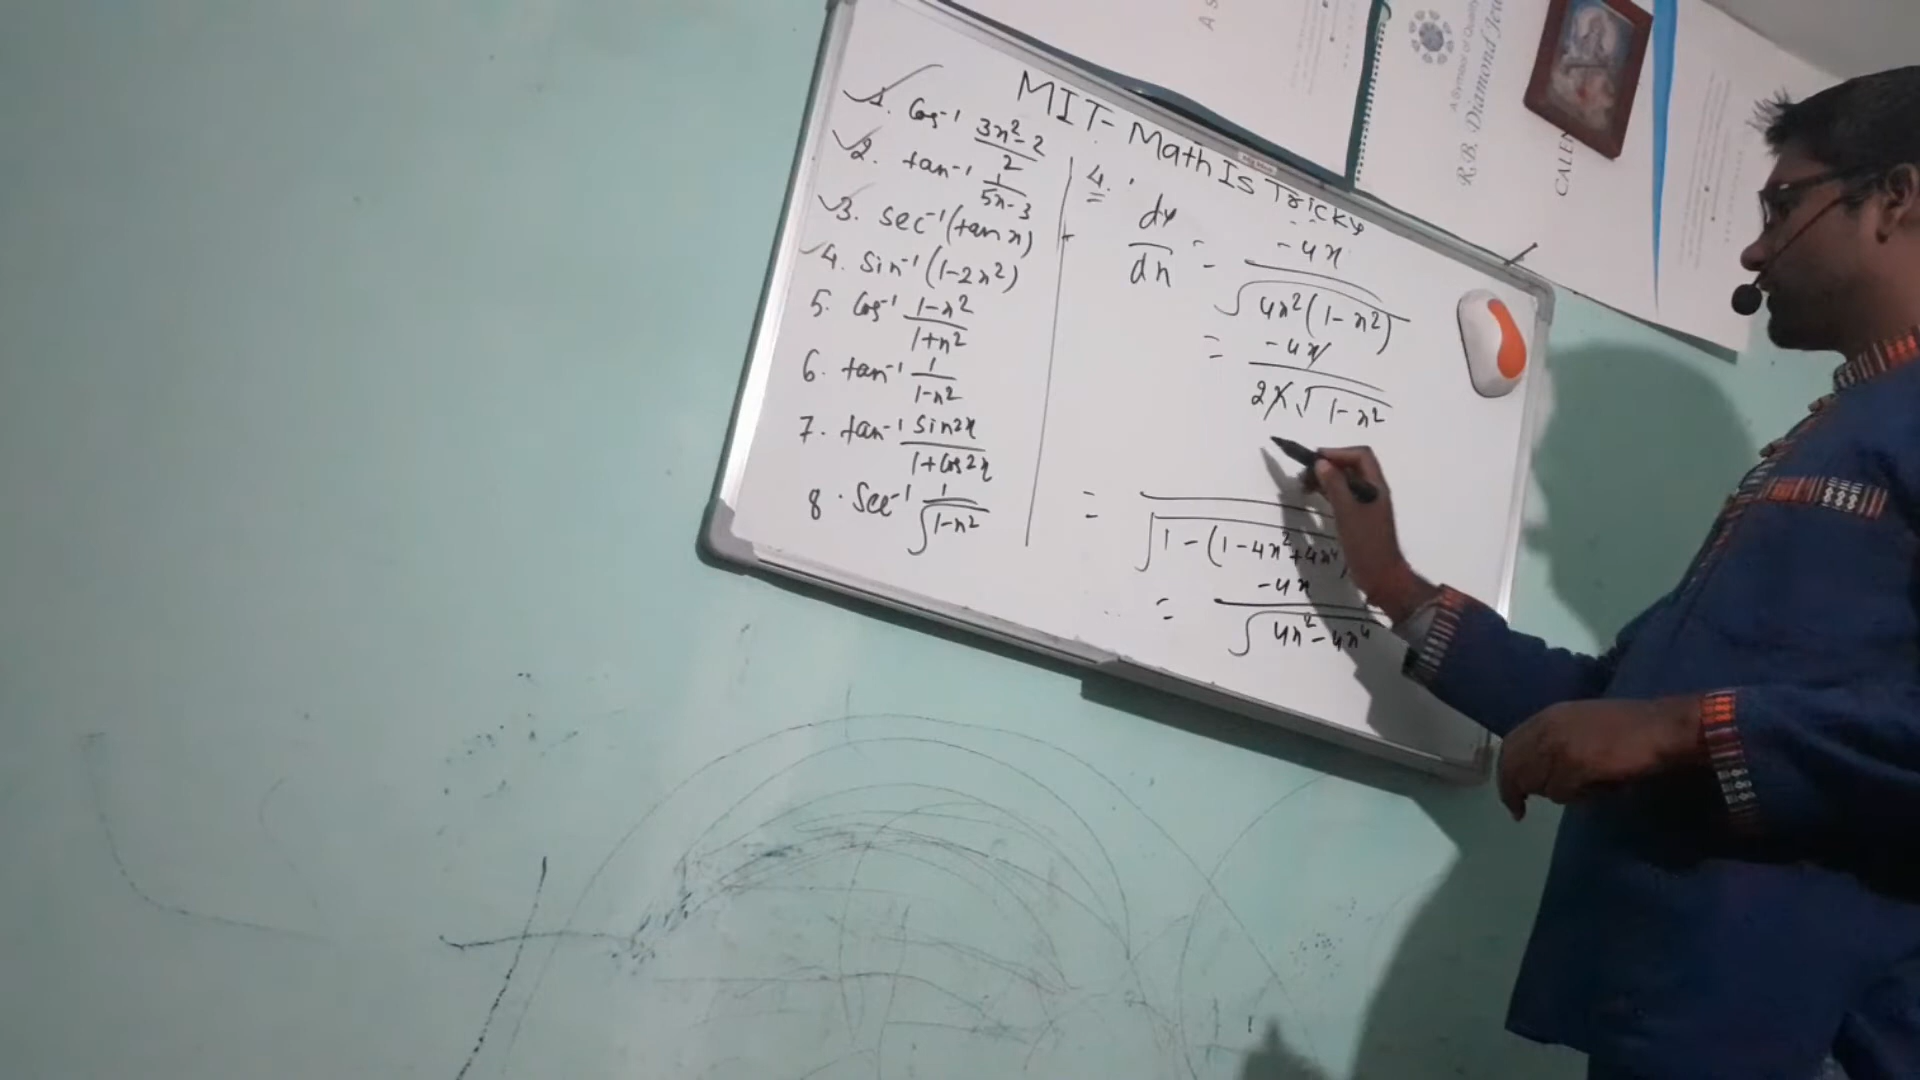 MIT- Math Is Tricky
1. Cos⁻¹ 3x²-2 / 2
2. tan⁻¹ 1 / 5x-3
3. sec⁻¹(tan x)
4. Sin⁻¹(1-2x²)
5. Cos⁻¹ 1-x² / 1+x²
6. tan⁻¹ 1 / 1-x²
7. tan⁻¹ Sin2x / 1+Cos2x
8. Sec⁻¹ 1 / √1-x²
4.
dy/dx = -4x / √4x²(1-x²)
= -4x / 2x√1-x²
= √1-(1-4x²+4x⁴
= -4x / √4x²-4x⁴
R.B. Diamond Jew
CALEN